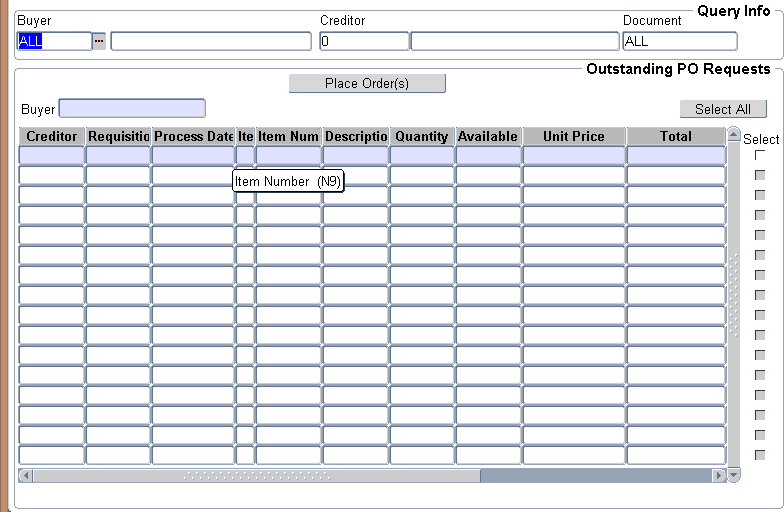 Query Info
Buyer Creditor Document
ALL ... 0 ALL
Outstanding PO Requests
Place Order(s)
Buyer Select All
Creditor Requisitio Process Date Ite Item Num Descriptio Quantity Available Unit Price Total Select
Item Number (N9)